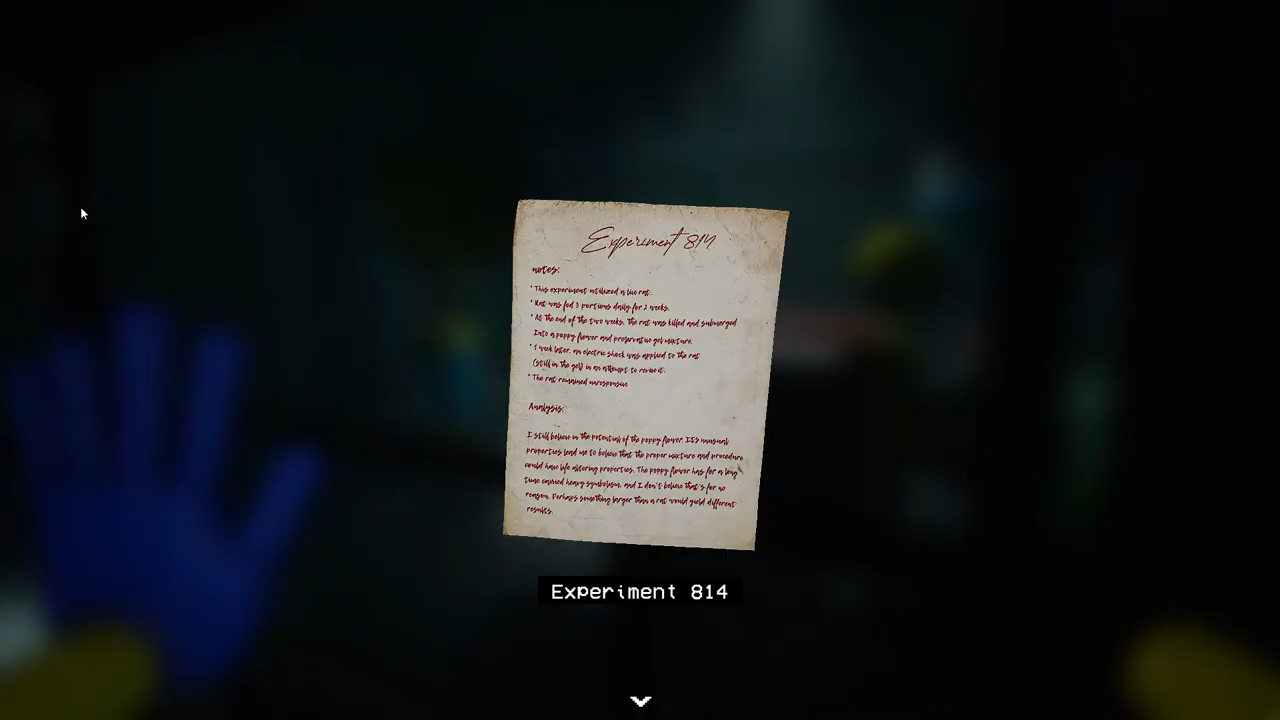 Experiment 814
notes:
* This experiment utilized a live rat.
* Rat was fed 3 portions daily for 2 weeks.
* At the end of the two weeks, the rat was killed and submerged
Into a poppy flower and preservative gel mixture.
* 1 week later, an electric shock was applied to the rat
(still in the gel) in an attempt to revive it.
* The rat remained unresponsive.
Analysis:
I still believe in the potential of the poppy flower. It's unusual
properties lead me to believe that the proper mixture and procedure
could have life altering properties. The poppy flower has for a long
time carried heavy symbolism, and I don't believe that's for no
reason. Perhaps something larger than a rat would yield different
results.
Experiment 814